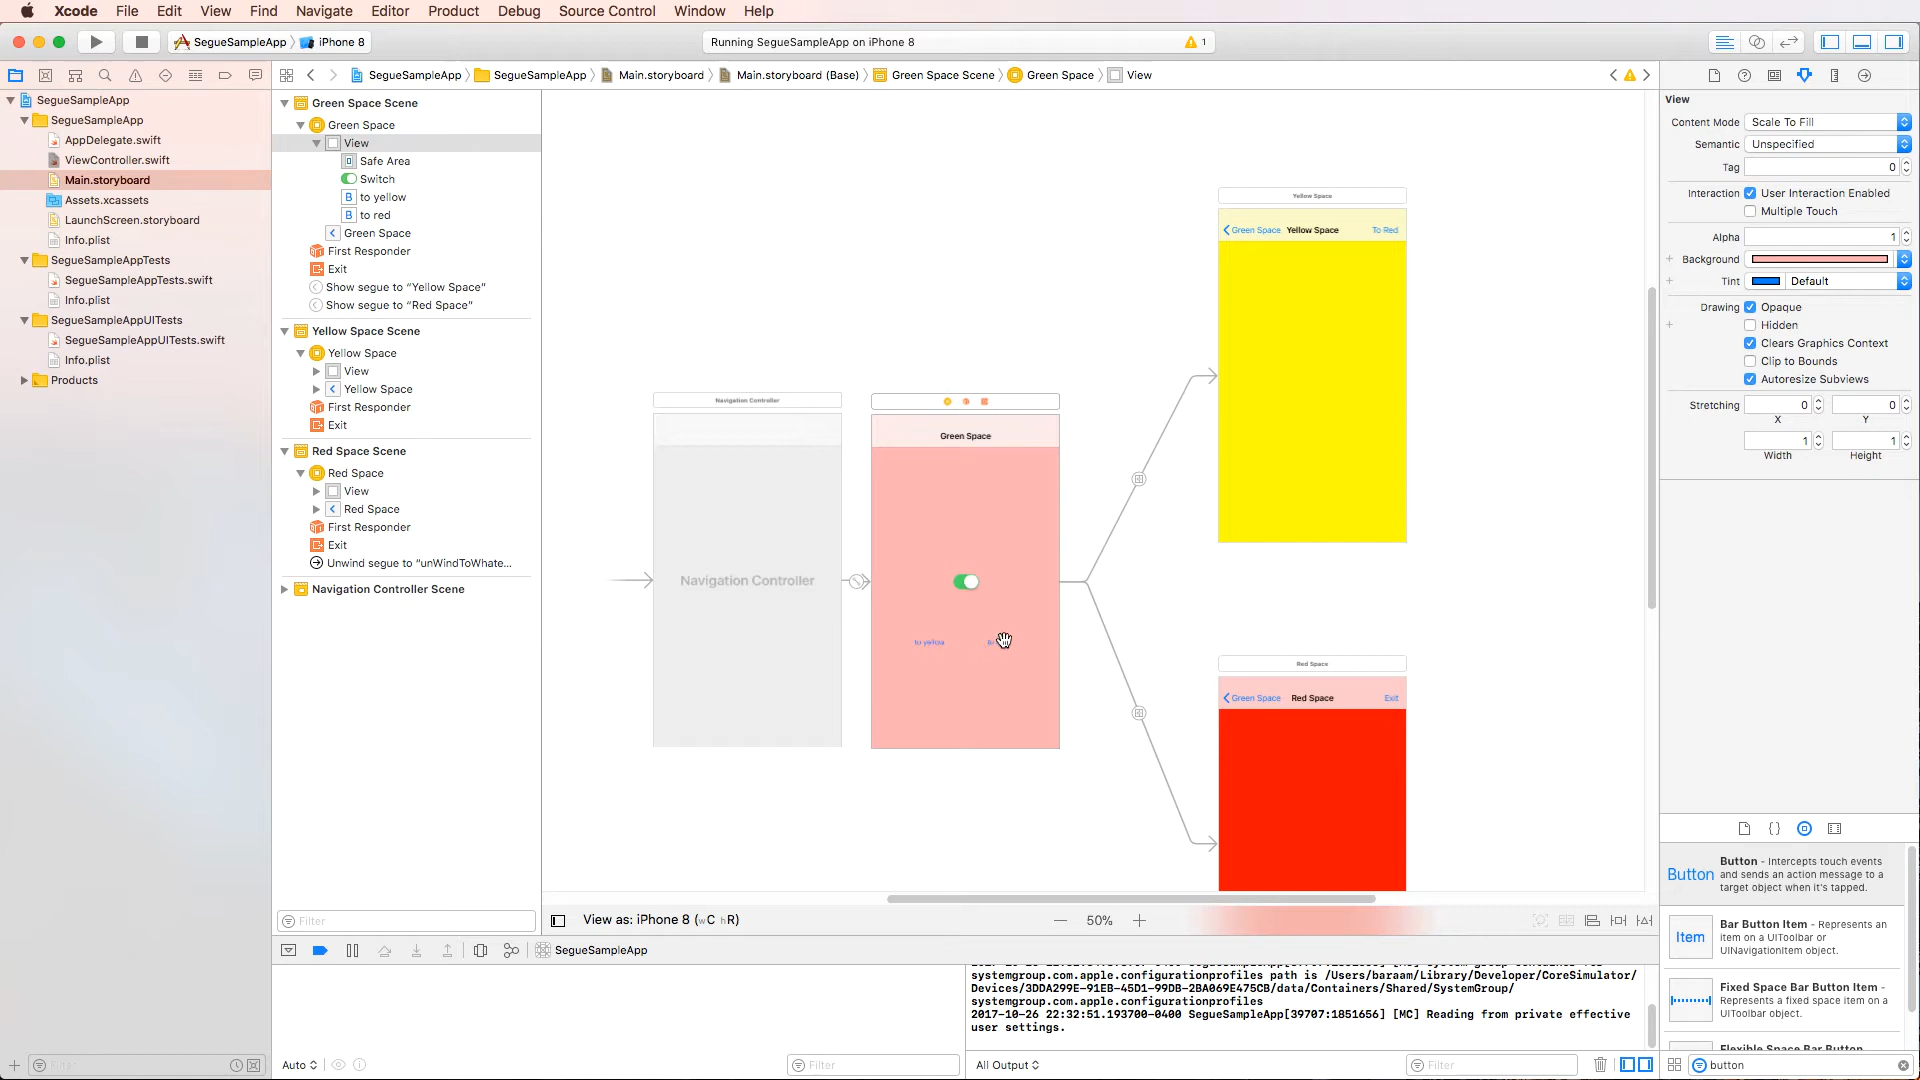 Xcode File Edit View Find Navigate Editor Product Debug Source Control Window Help
SegueSampleApp iPhone 8
Running SegueSampleApp on iPhone 8
1
SegueSampleApp SegueSampleApp Main.storyboard Main.storyboard (Base) Green Space Scene Green Space View
SegueSampleApp
SegueSampleApp
AppDelegate.swift
ViewController.swift
Main.storyboard
Assets.xcassets
LaunchScreen.storyboard
Info.plist
SegueSampleAppTests
SegueSampleAppTests.swift
Info.plist
SegueSampleAppUITests
SegueSampleAppUITests.swift
Info.plist
Products
Filter
Green Space Scene
Green Space
View
Safe Area
Switch
B to yellow
B to red
Green Space
First Responder
Exit
Show segue to "Yellow Space"
Show segue to "Red Space"
Yellow Space Scene
Yellow Space
View
Yellow Space
First Responder
Exit
Red Space Scene
Red Space
View
Red Space
First Responder
Exit
Unwind segue to "unWindToWhate...
Navigation Controller Scene
Filter
Navigation Controller
Navigation Controller
Green Space
to yellow
Yellow Space
Green Space Yellow Space To Red
Red Space
Green Space Red Space Exit
View as: iPhone 8 (wC hR)
50%
SegueSampleApp
systemgroup.com.apple.configurationprofiles path is /Users/baraam/Library/Developer/CoreSimulator/
Devices/3DDA299E-91EB-45D1-99DB-2BA069E475CB/data/Containers/Shared/SystemGroup/
systemgroup.com.apple.configurationprofiles
2017-10-26 22:32:51.193700-0400 SegueSampleApp[39707:1851656] [MC] Reading from private effective
user settings.
Auto
Filter
All Output
Filter
View
Content Mode Scale To Fill
Semantic Unspecified
Tag 0
Interaction User Interaction Enabled
Multiple Touch
Alpha 1
Background
Tint Default
Drawing Opaque
Hidden
Clears Graphics Context
Clip to Bounds
Autoresize Subviews
Stretching 0 0
X Y
1 1
Width Height
Button
Button - Intercepts touch events
and sends an action message to a
target object when it's tapped.
Item
Bar Button Item - Represents an
item on a UIToolbar or
UINavigationItem object.
Fixed Space Bar Button Item -
Represents a fixed space item on a
UIToolbar object.
Flexible Space Bar Button
button